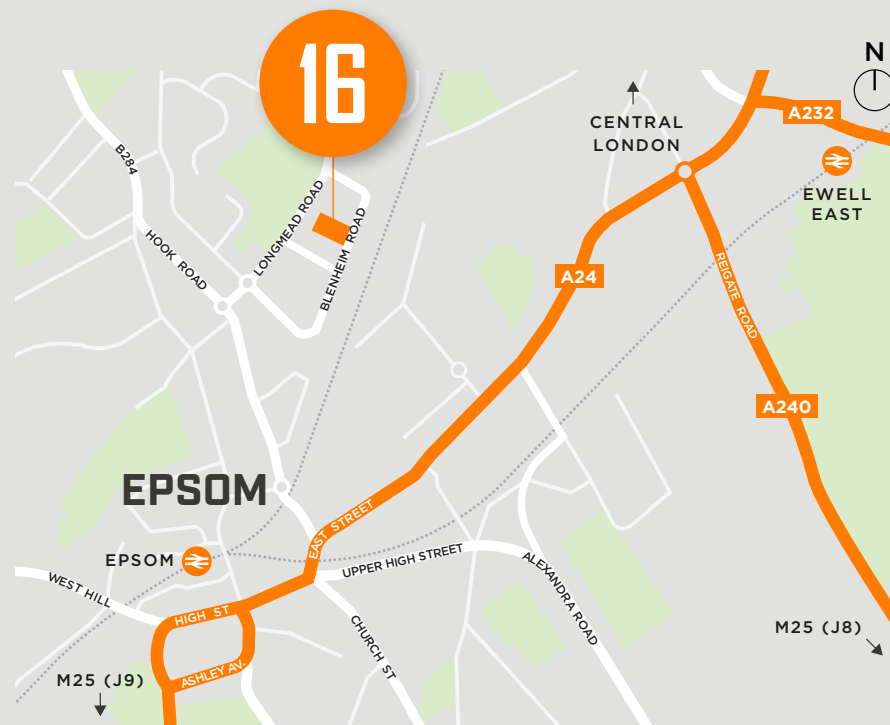 16
N
A232
CENTRAL
LONDON
B284
EWELL
EAST
LONGMEAD ROAD
BLENHEIM ROAD
HOOK ROAD
A24
REIGATE ROAD
A240
EPSOM
EAST STREET
EPSOM
UPPER HIGH STREET
WEST HILL
ALEXANDRA ROAD
HIGH ST
CHURCH ST
M25 (J8)
ASHLEY AV.
M25 (J9)